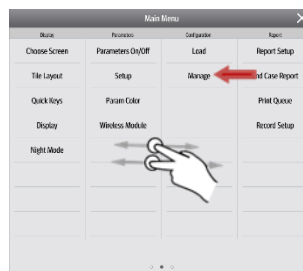 Main Menu
Display Parameters Configuration Report
Choose Screen Parameters On/Off Load Report Setup
Tile Layout Setup Manage nd Case Report
Quick Keys Param Color Print Queue
Display Wireless Module Record Setup
Night Mode